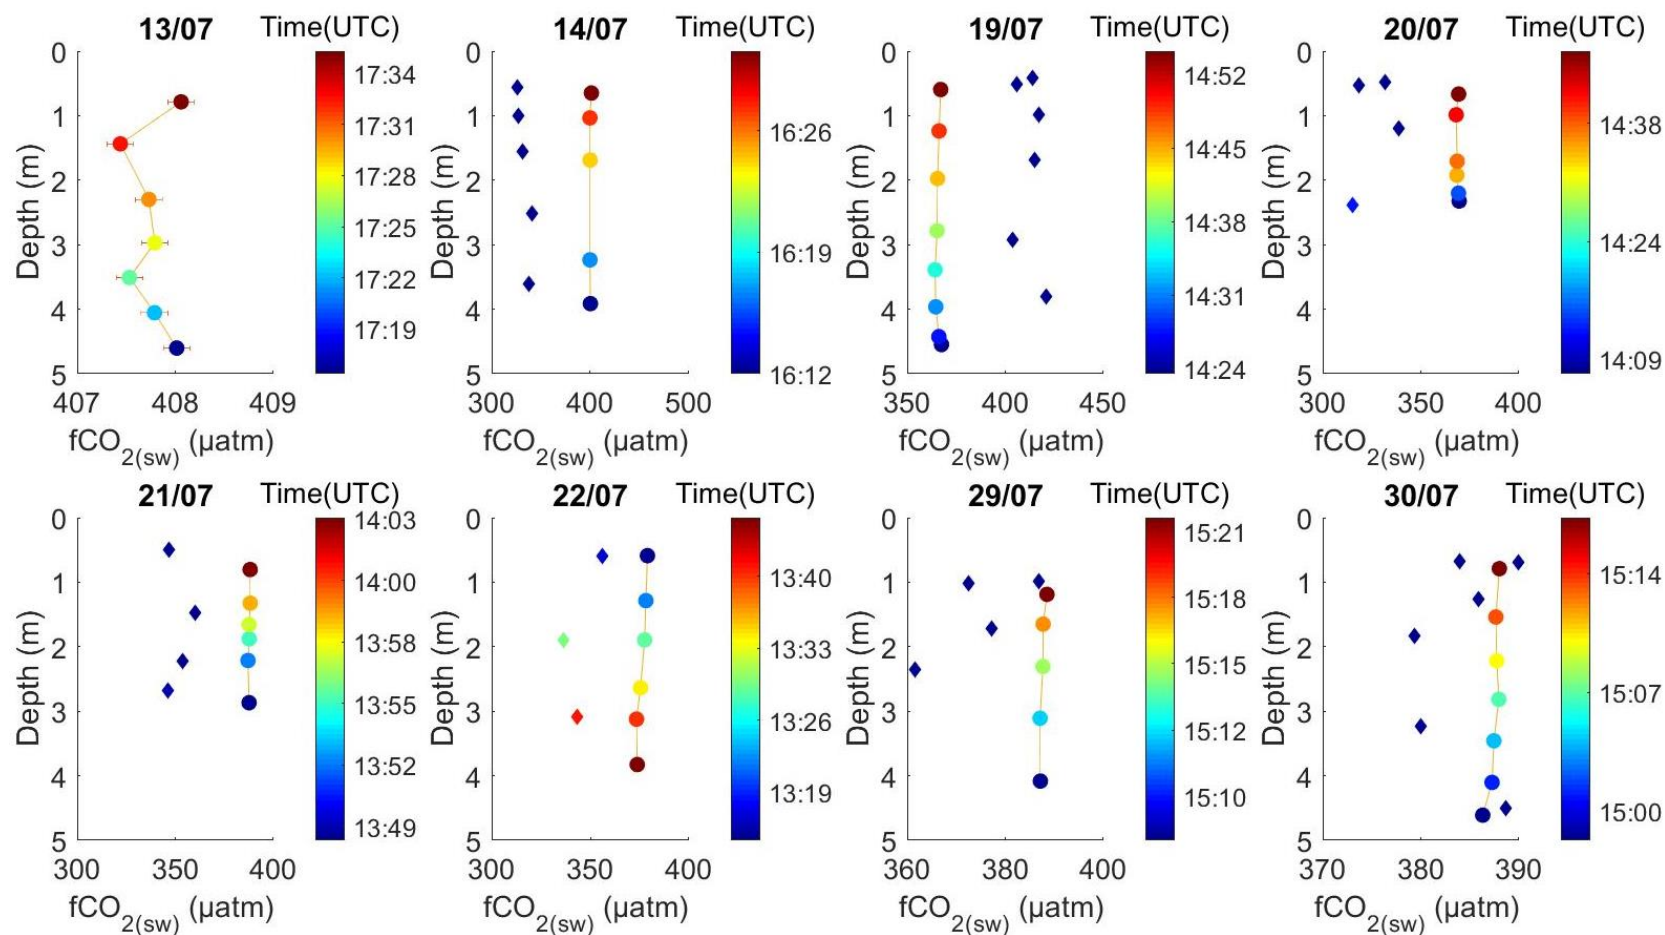 13/07 Time(UTC) 14/07 Time(UTC) 19/07 Time(UTC) 20/07 Time(UTC)
0 0 0 0
17:34 14:52
1 1 1 1
17:31 16:26 14:45 14:38
2 17:28 2 2 2
17:25 16:19 14:38 14:24
3 17:22 3 3 3
4 17:19 4 14:31 4 4
5 5 16:12 5 14:24 5 14:09
Depth (m) Depth (m) Depth (m) Depth (m)
407 408 409 300 400 500 350 400 450 300 350 400
fCO2(sw) (µatm) fCO2(sw) (µatm) fCO2(sw) (µatm) fCO2(sw) (µatm)
21/07 Time(UTC) 22/07 Time(UTC) 29/07 Time(UTC) 30/07 Time(UTC)
0 14:03 0 0 15:21 0
1 14:00 1 13:40 1 15:18 1 15:14
2 13:58 2 13:33 2 15:15 2
3 13:55 3 13:26 3 15:12 3 15:07
4 13:52 4 13:19 4 15:10 4 15:00
5 13:49 5 5 5
Depth (m) Depth (m) Depth (m) Depth (m)
300 350 400 300 350 400 360 380 400 370 380 390
fCO2(sw) (µatm) fCO2(sw) (µatm) fCO2(sw) (µatm) fCO2(sw) (µatm)